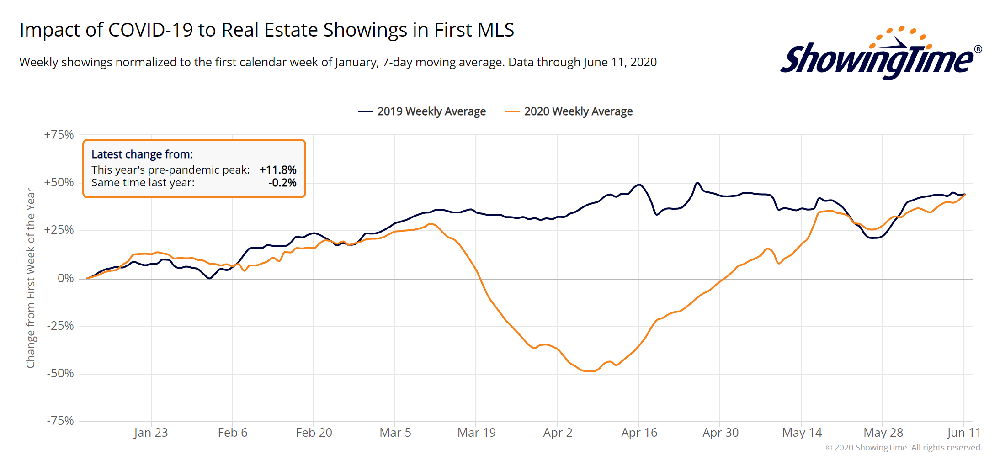 Impact of COVID-19 to Real Estate Showings in First MLS
Weekly showings normalized to the first calendar week of January, 7-day moving average. Data through June 11, 2020
ShowingTime®
2019 Weekly Average
2020 Weekly Average
Latest change from:
This year's pre-pandemic peak: +11.8%
Same time last year: -0.2%
Change from First Week of the Year
+75%
+50%
+25%
0%
-25%
-50%
-75%
Jan 23
Feb 6
Feb 20
Mar 5
Mar 19
Apr 2
Apr 16
Apr 30
May 14
May 28
Jun 11
© 2020 ShowingTime. All rights reserved.